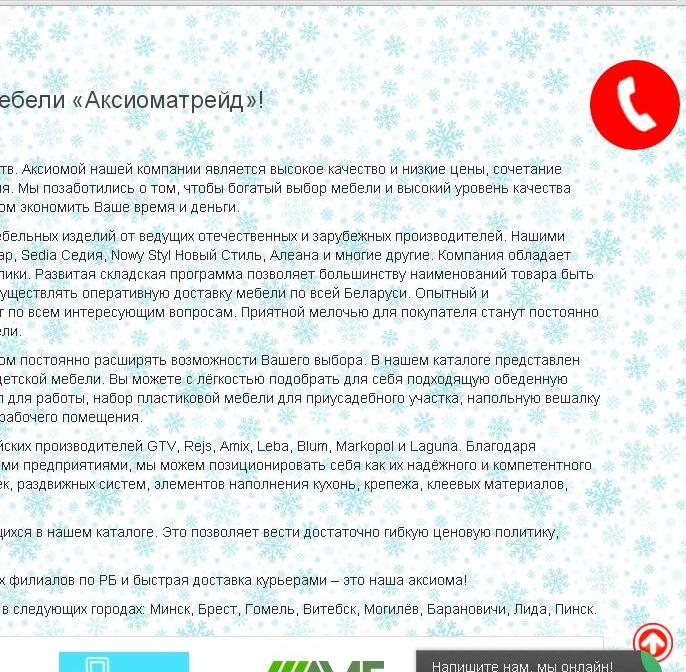 ебели «Аксиоматрейд»!
тв. Аксиомой нашей компании является высокое качество и низкие цены, сочетание
я. Мы позаботились о том, чтобы богатый выбор мебели и высокий уровень качества
ом экономить Ваше время и деньги.
ебельных изделий от ведущих отечественных и зарубежных производителей. Нашими
ар, Sedia Седия, Nowy Styl Новый Стиль, Алеана и многие другие. Компания обладает
лики. Развитая складская программа позволяет большинству наименований товара быть
уществлять оперативную доставку мебели по всей Беларуси. Опытный и
т по всем интересующим вопросам. Приятной мелочью для покупателя станут постоянно
ели.
ом постоянно расширять возможности Вашего выбора. В нашем каталоге представлен
детской мебели. Вы можете с лёгкостью подобрать для себя подходящую обеденную
л для работы, набор пластиковой мебели для приусадебного участка, напольную вешалку
рабочего помещения.
йских производителей GTV, Rejs, Amix, Leba, Blum, Markopol и Laguna. Благодаря
ми предприятиями, мы можем позиционировать себя как их надёжного и компетентного
ек, раздвижных систем, элементов наполнения кухонь, крепежа, клеевых материалов,
щихся в нашем каталоге. Это позволяет вести достаточно гибкую ценовую политику,
х филиалов по РБ и быстрая доставка курьерами – это наша аксиома!
в следующих городах: Минск, Брест, Гомель, Витебск, Могилёв, Барановичи, Лида, Пинск.
Напишите нам, мы онлайн!